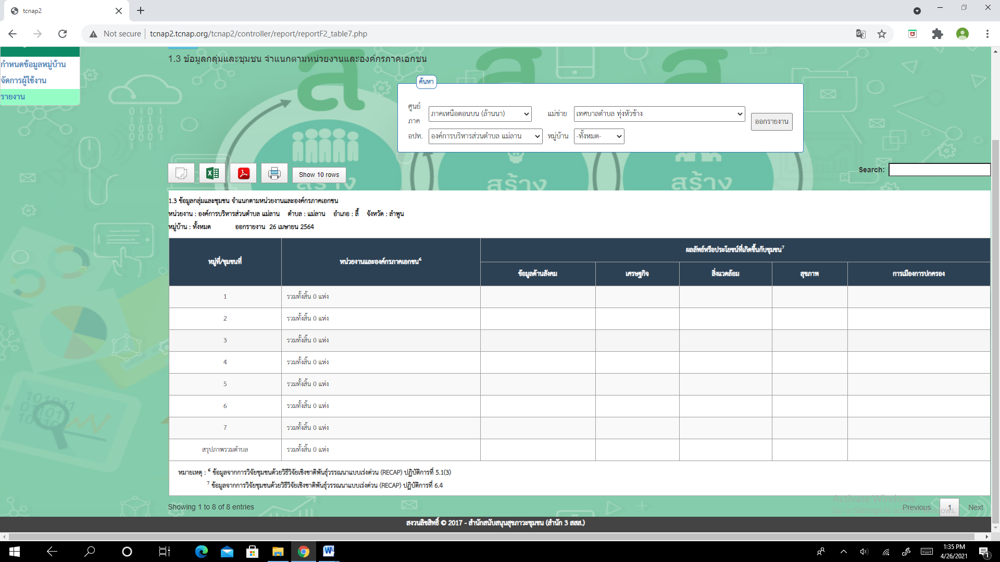 tcnap2
Not secure
tcnap2.tcnap.org/tcnap2/controller/report/reportF2_table7.php
กำหนดข้อมูลหมู่บ้าน
จัดการผู้ใช้งาน
รายงาน
1.3 ข้อมูลกลุ่มและชุมชน จำแนกตามหน่วยงานและองค์กรภาคเอกชน
ค้นหา
ศูนย์ภาค ภาคเหนือตอนบน (ล้านนา) แม่ข่าย เทศบาลตำบล ทุ่งหัวช้าง
อปท. องค์การบริหารส่วนตำบล แม่ลาน หมู่บ้าน -ทั้งหมด-
ออกรายงาน
ส ส ส
สร้าง สร้าง สร้าง
Show 10 rows
Search:
1.3 ข้อมูลกลุ่มและชุมชน จำแนกตามหน่วยงานและองค์กรภาคเอกชน
หน่วยงาน : องค์การบริหารส่วนตำบล แม่ลาน ตำบล : แม่ลาน อำเภอ : ลี้ จังหวัด : ลำพูน
หมู่บ้าน : ทั้งหมด ออกรายงาน 26 เมษายน 2564
หมู่ที่/ชุมชนที่ หน่วยงานและองค์กรภาคเอกชน⁶ ผลลัพธ์หรือประโยชน์ที่เกิดขึ้นกับชุมชน⁷
ข้อมูลด้านสังคม เศรษฐกิจ สิ่งแวดล้อม สุขภาพ การเมืองการปกครอง
1 รวมทั้งสิ้น 0 แห่ง
2 รวมทั้งสิ้น 0 แห่ง
3 รวมทั้งสิ้น 0 แห่ง
4 รวมทั้งสิ้น 0 แห่ง
5 รวมทั้งสิ้น 0 แห่ง
6 รวมทั้งสิ้น 0 แห่ง
7 รวมทั้งสิ้น 0 แห่ง
สรุปภาพรวมตำบล รวมทั้งสิ้น 0 แห่ง
หมายเหตุ : ⁶ ข้อมูลจากการวิจัยชุมชนด้วยวิธีวิจัยเชิงชาติพันธุ์วรรณนาแบบเร่งด่วน (RECAP) ปฏิบัติการที่ 5.1(3)
⁷ ข้อมูลจากการวิจัยชุมชนด้วยวิธีวิจัยเชิงชาติพันธุ์วรรณนาแบบเร่งด่วน (RECAP) ปฏิบัติการที่ 6.4
Activate Windows
Go to Settings to activate Windows.
Showing 1 to 8 of 8 entries
Previous 1 Next
สงวนลิขสิทธิ์ © 2017 - สำนักสนับสนุนสุขภาวะชุมชน (สำนัก 3 สสส.)
1:35 PM
4/26/2021
1